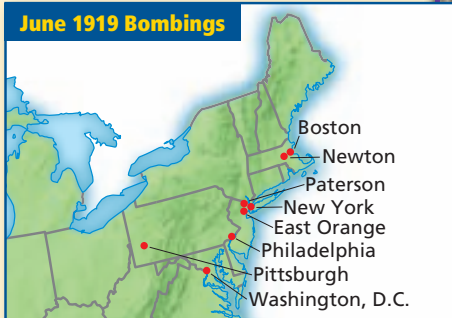 June 1919 Bombings
Boston
Newton
Paterson
New York
East Orange
Philadelphia
Pittsburgh
Washington, D.C.